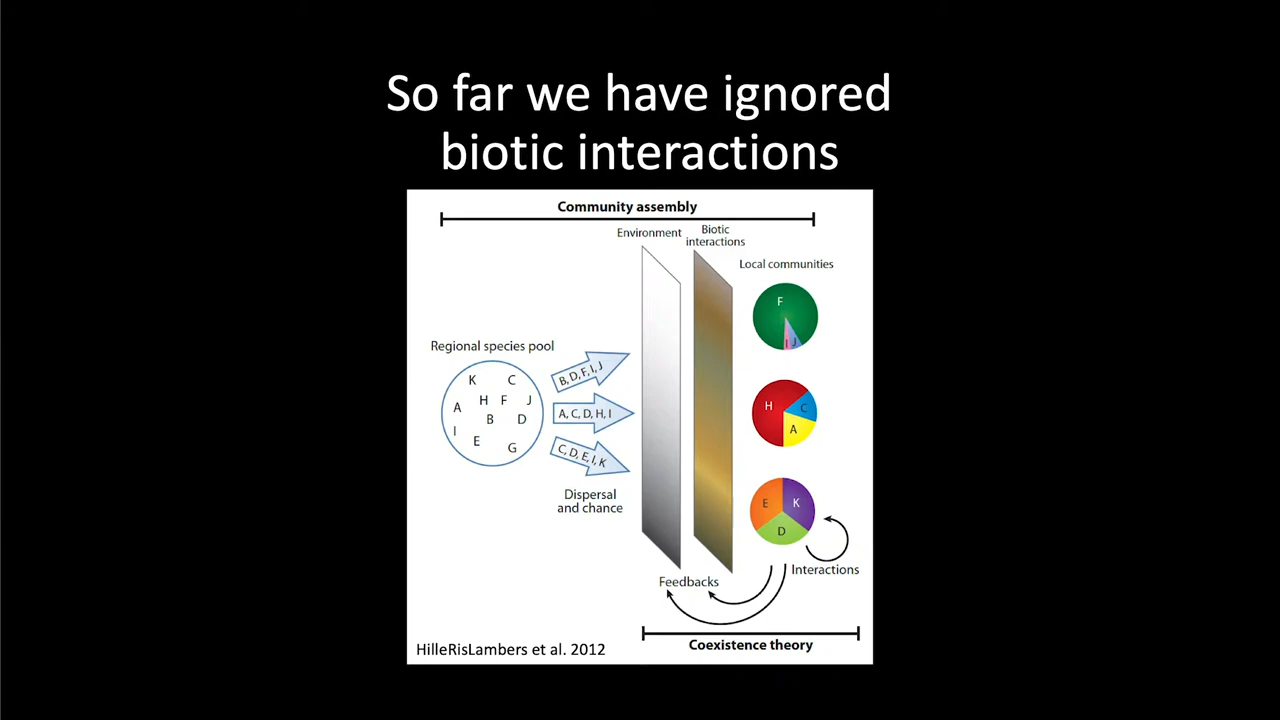 So far we have ignored
biotic interactions
Community assembly
Environment
Biotic
interactions
Local communities
F
I J
Regional species pool
K C
H F J
A
B D
I
E
G
B, D, F, I, J
A, C, D, H, I
C, D, E, I, K
H
C
A
Dispersal
and chance
E K
D
Interactions
Feedbacks
Coexistence theory
HilleRisLambers et al. 2012